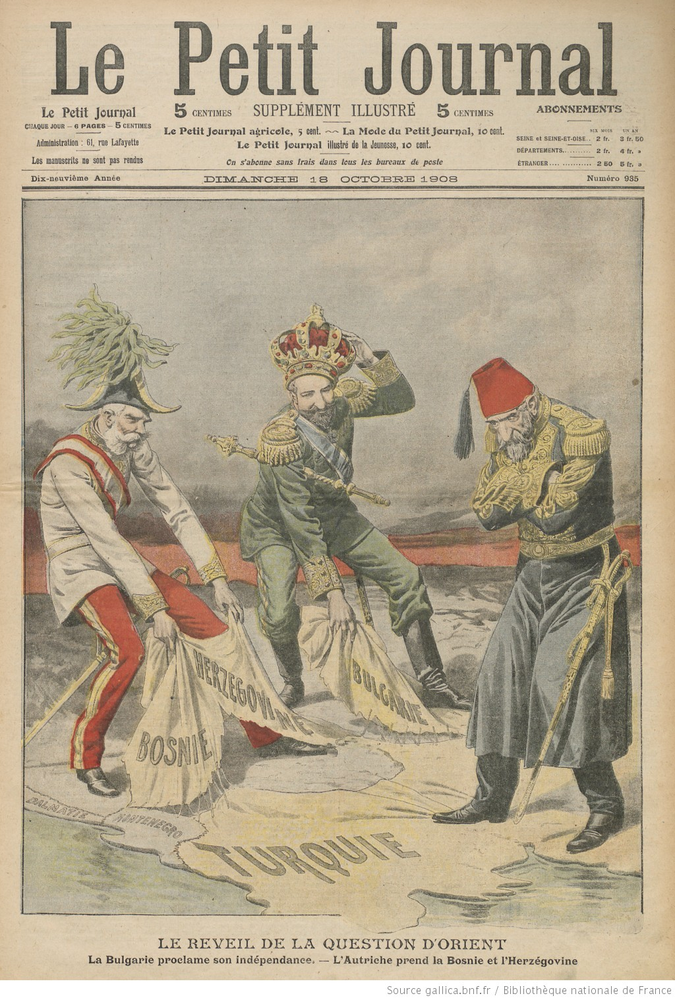 Le Petit Journal
Le Petit Journal
CHAQUE JOUR — 6 PAGES — 5 CENTIMES
Administration : 61, rue Lafayette
Les manuscrits ne sont pas rendus
5 CENTIMES SUPPLÉMENT ILLUSTRÉ 5 CENTIMES
Le Petit Journal agricole, 5 cent. ~~ La Mode du Petit Journal, 10 cent.
Le Petit Journal illustré de la Jeunesse, 10 cent.
On s'abonne sans frais dans tous les bureaux de poste
ABONNEMENTS
SIX MOIS UN AN
SEINE et SEINE-ET-OISE.. 2 fr. 3 fr. 50
DÉPARTEMENTS.......... 2 fr. 4 fr. »
ÉTRANGER .... ........... 2 50 5 fr. »
Dix-neuvième Année
DIMANCHE 18 OCTOBRE 1908
Numéro 935
HERZEGOVINE
BULGARIE
BOSNIE
DALMATIE
MONTENEGRO
TURQUIE
LE REVEIL DE LA QUESTION D'ORIENT
La Bulgarie proclame son indépendance. — L'Autriche prend la Bosnie et l'Herzégovine
Source gallica.bnf.fr / Bibliothèque nationale de France